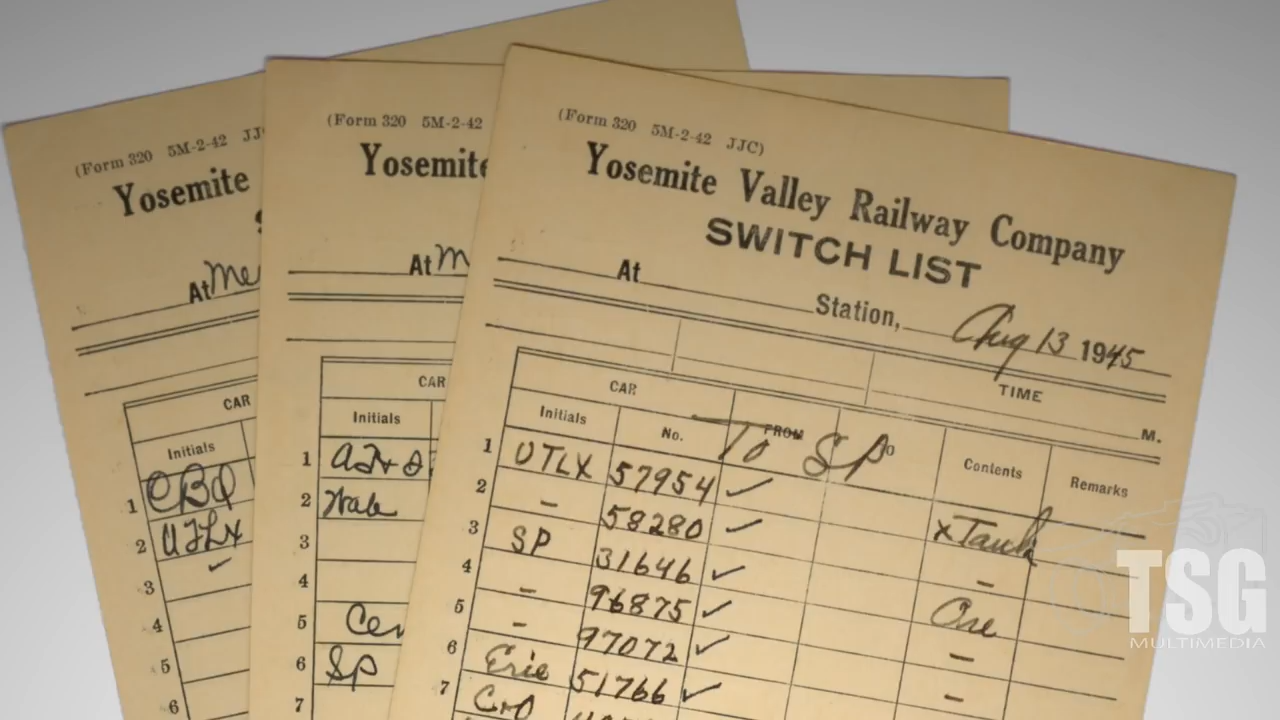 (Form 320 5M-2-42 JJC
Yosemite
At Me
CAR
Initials
1 CBQ
2 UTLX
3 ✓
4
5
6
(Form 320 5M-2-42
Yosemite
At M
CAR
Initials
1 AT+S
2 Wab
3
4
5 Cen
6 SP
7
(Form 320 5M-2-42 JJC)
Yosemite Valley Railway Company
SWITCH LIST
At Station, Aug 13 1945
TIME
M.
CAR
Initials No. FROM TO Contents Remarks
To SP
1 UTLX 57954 ✓ xTank
2 – 58280 ✓ –
3 SP 31646 ✓ Ore
4 – 96875 ✓ –
5 – 97072 ✓ –
6 Erie 51766 ✓
7 C+O
TSG
MULTIMEDIA